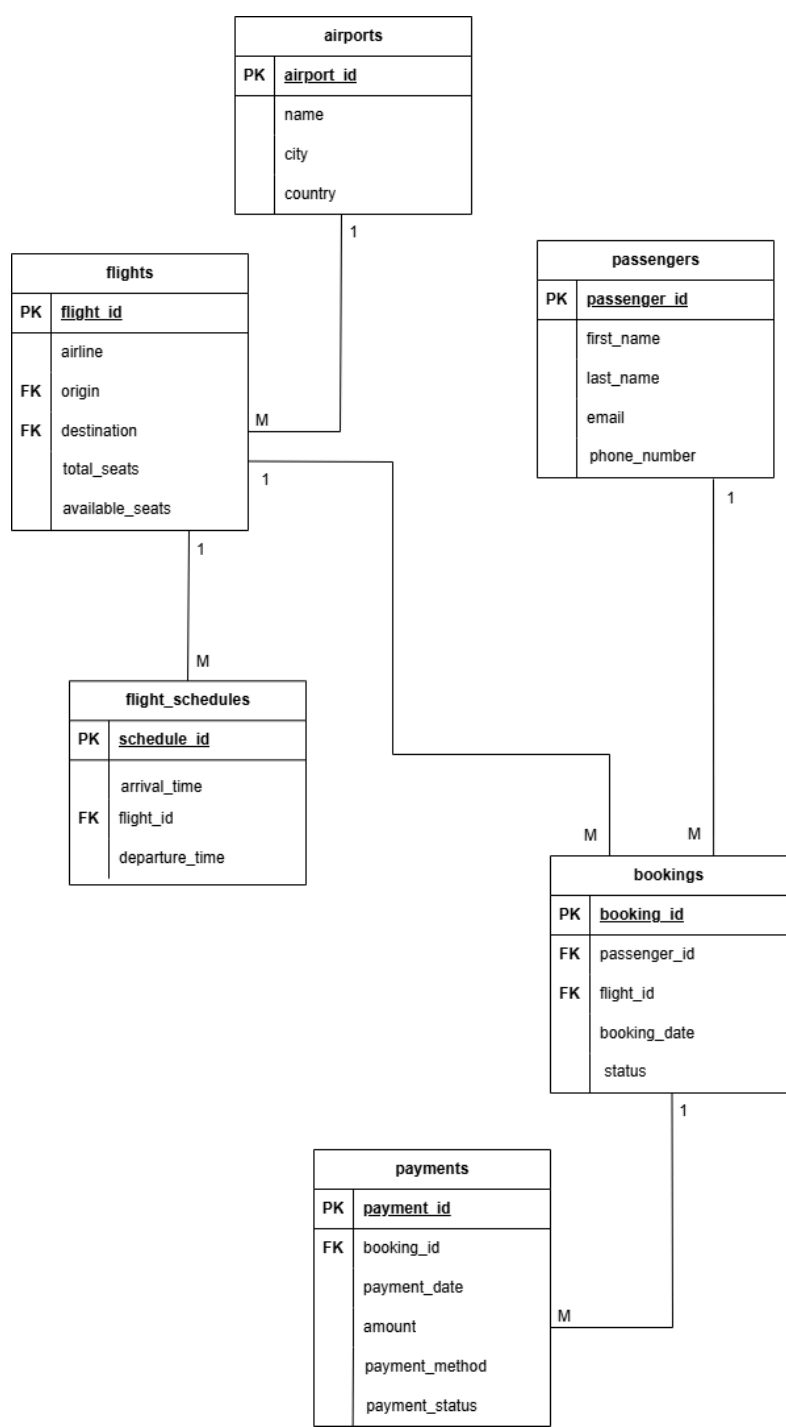 airports
PK airport_id
name
city
country
1
flights
PK flight_id
airline
FK origin
FK destination
total_seats
available_seats
M
1
1
passengers
PK passenger_id
first_name
last_name
email
phone_number
1
M
flight_schedules
PK schedule_id
arrival_time
FK flight_id
departure_time
M
M
bookings
PK booking_id
FK passenger_id
FK flight_id
booking_date
status
1
payments
PK payment_id
FK booking_id
payment_date
amount
payment_method
payment_status
M